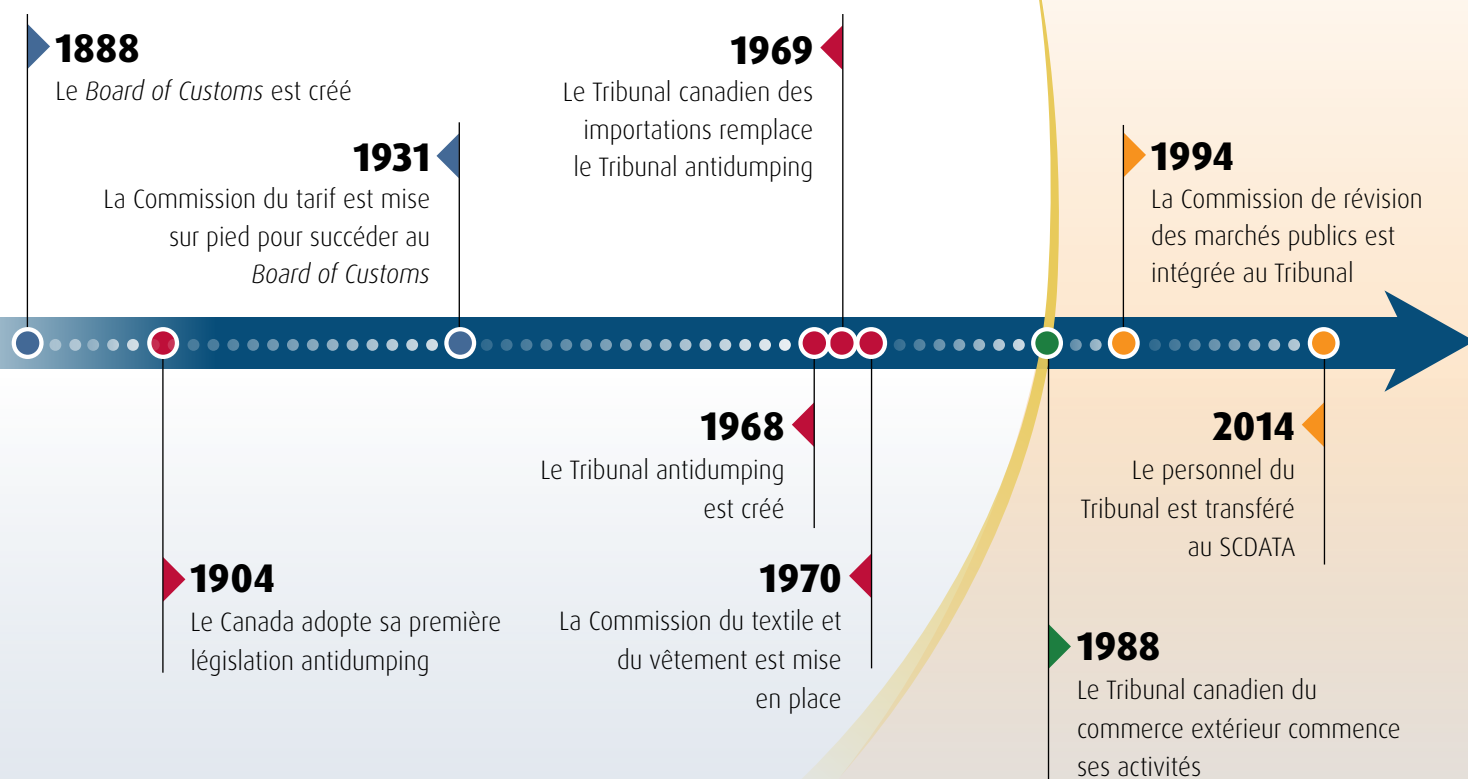 1888
Le Board of Customs est créé
1931
La Commission du tarif est mise
sur pied pour succéder au
Board of Customs
1969
Le Tribunal canadien des
importations remplace
le Tribunal antidumping
1994
La Commission de révision
des marchés publics est
intégrée au Tribunal
1904
Le Canada adopte sa première
législation antidumping
1968
Le Tribunal antidumping
est créé
1970
La Commission du textile et
du vêtement est mise
en place
2014
Le personnel du
Tribunal est transféré
au SCDATA
1988
Le Tribunal canadien du
commerce extérieur commence
ses activités